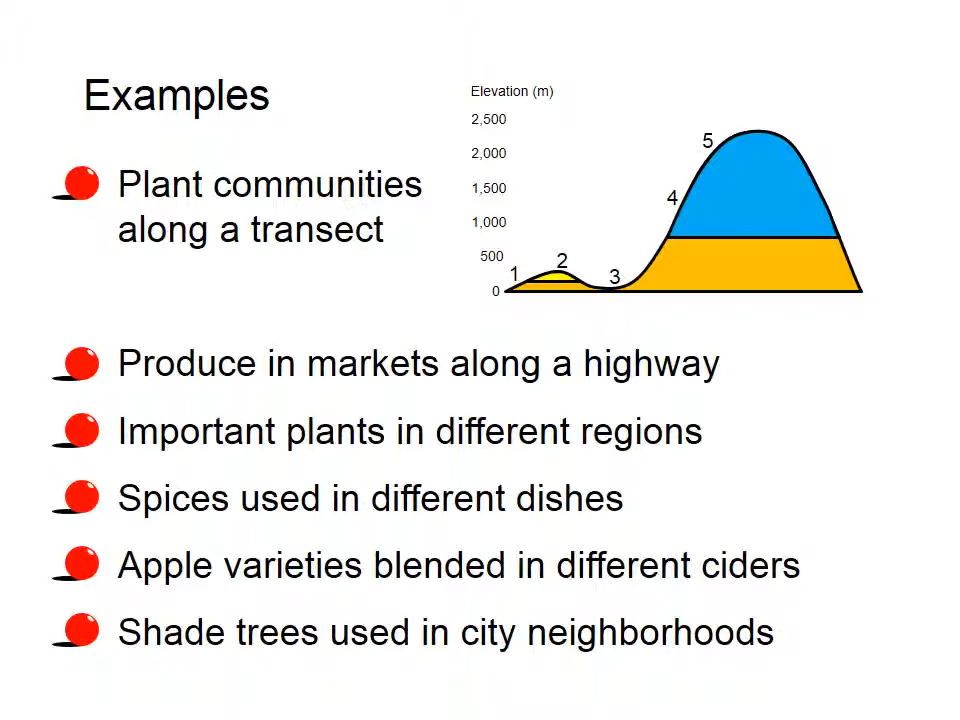 Examples
Plant communities
along a transect
Elevation (m)
2,500
2,000
1,500
1,000
500
0
1
2
3
4
5
Produce in markets along a highway
Important plants in different regions
Spices used in different dishes
Apple varieties blended in different ciders
Shade trees used in city neighborhoods